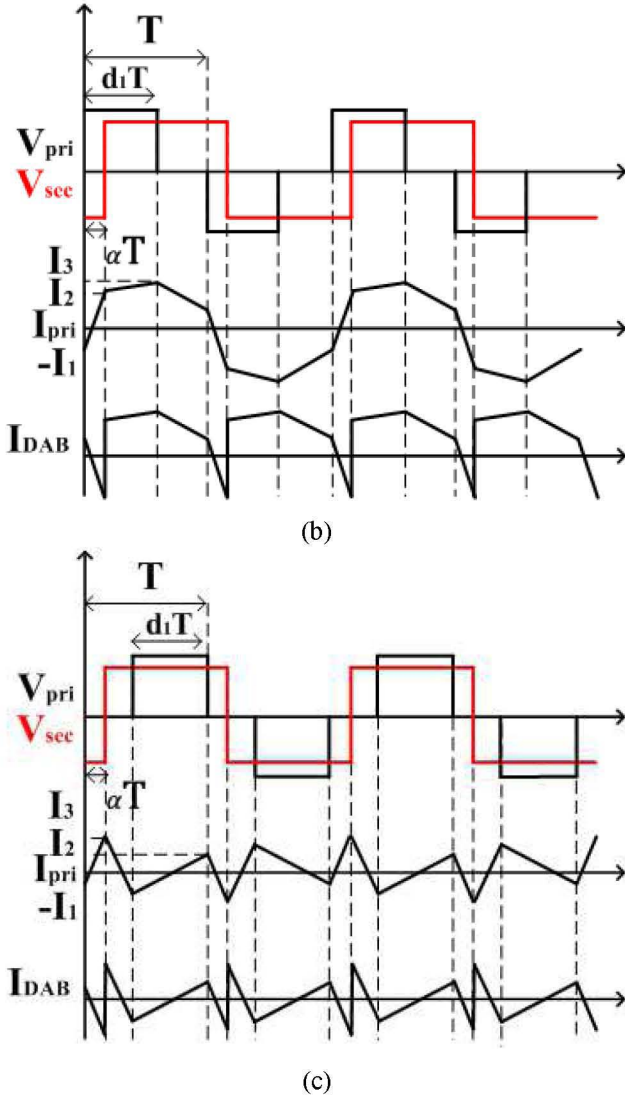 T
d₁T
Vpri
Vsec
αT
I₃
I₂
Ipri
-I₁
IDAB
(b)
T
d₁T
Vpri
Vsec
αT
I₃
I₂
Ipri
-I₁
IDAB
(c)